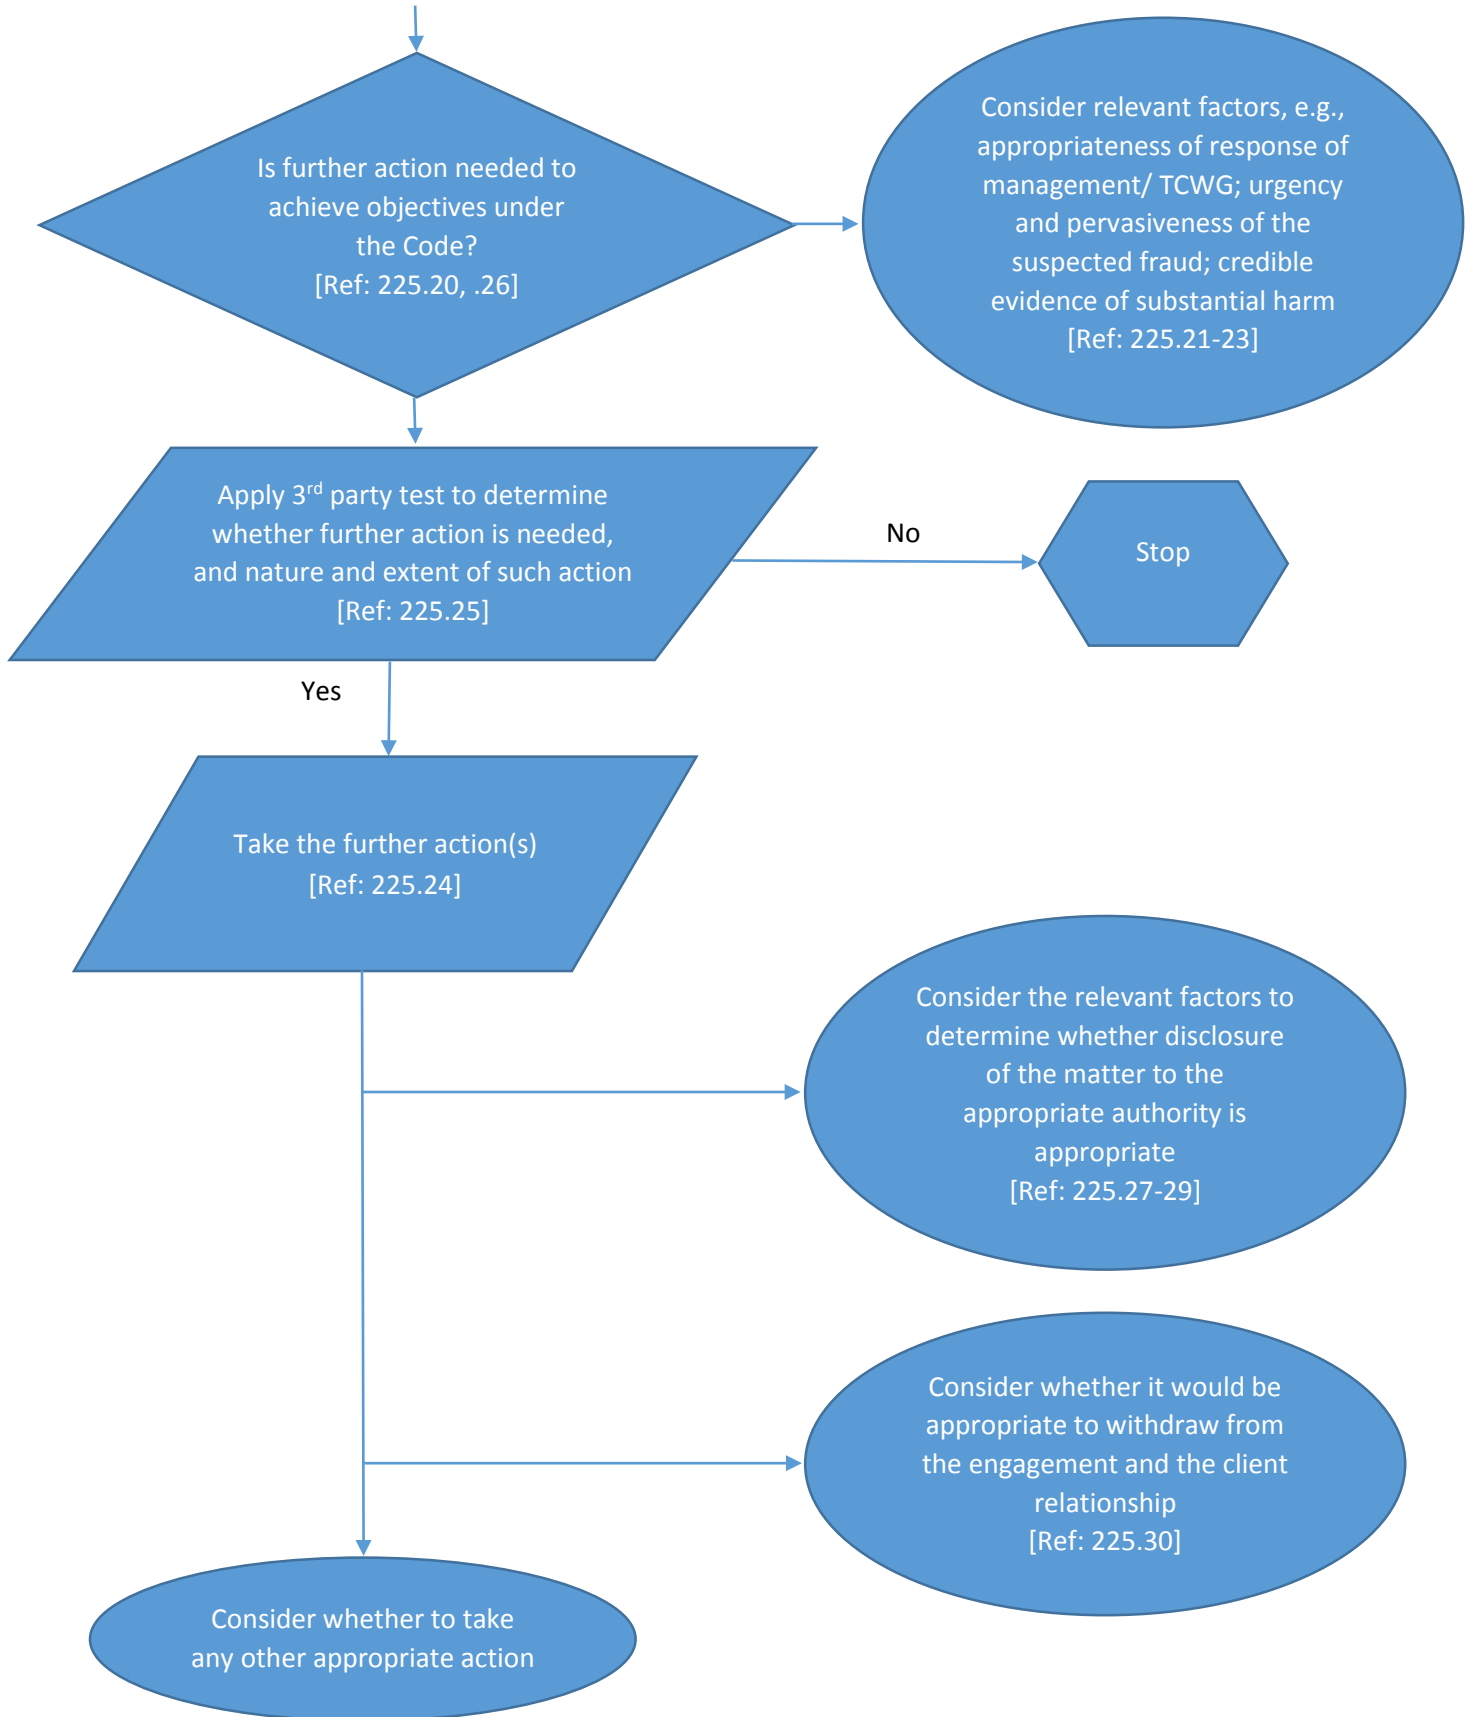 Is further action needed to
achieve objectives under
the Code?
[Ref: 225.20, .26]
Consider relevant factors, e.g.,
appropriateness of response of
management/ TCWG; urgency
and pervasiveness of the
suspected fraud; credible
evidence of substantial harm
[Ref: 225.21-23]
Apply 3rd party test to determine
whether further action is needed,
and nature and extent of such action
[Ref: 225.25]
No
Stop
Yes
Take the further action(s)
[Ref: 225.24]
Consider the relevant factors to
determine whether disclosure
of the matter to the
appropriate authority is
appropriate
[Ref: 225.27-29]
Consider whether it would be
appropriate to withdraw from
the engagement and the client
relationship
[Ref: 225.30]
Consider whether to take
any other appropriate action